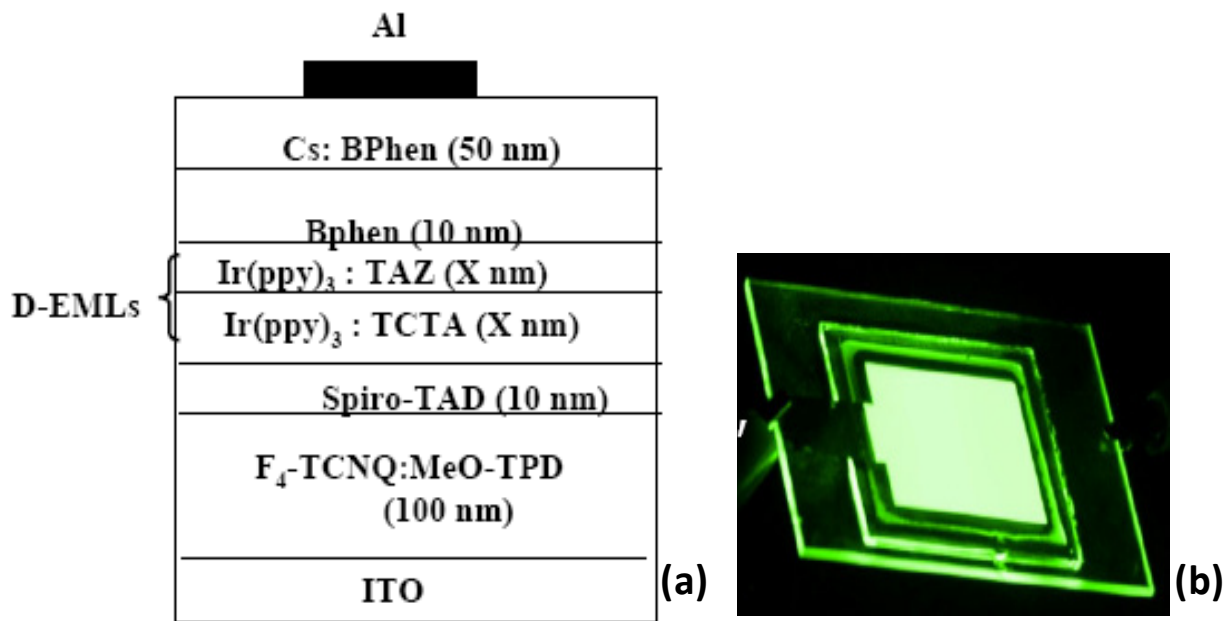 Al
Cs: BPhen (50 nm)
Bphen (10 nm)
Ir(ppy)₃ : TAZ (X nm)
D-EMLs
Ir(ppy)₃ : TCTA (X nm)
Spiro-TAD (10 nm)
F₄-TCNQ:MeO-TPD
(100 nm)
ITO
(a)
(b)